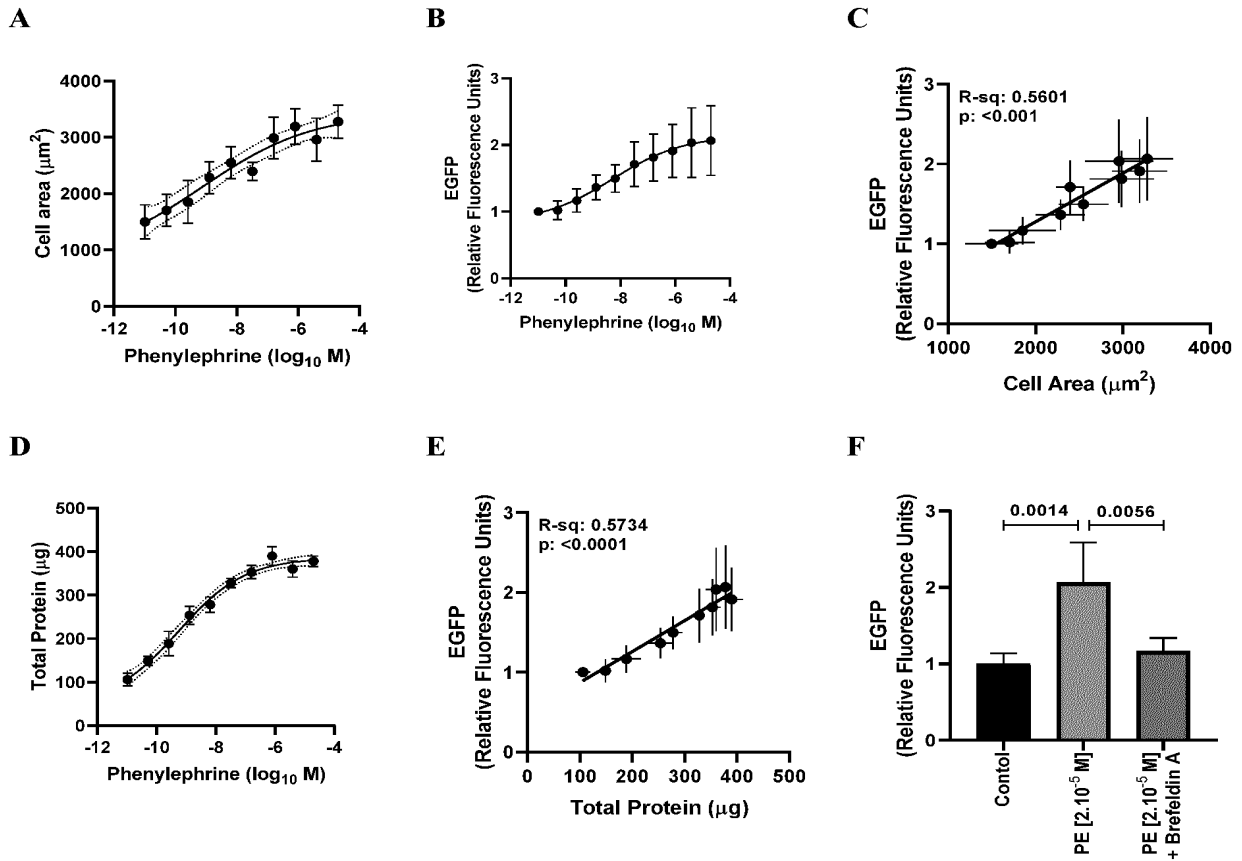 A
4000
3000
2000
1000
0
-12
-10
-8
-6
-4
Cell area (μm²)
Phenylephrine (log₁₀ M)
B
3
2
1
0
-12
-10
-8
-6
-4
EGFP
(Relative Fluorescence Units)
Phenylephrine (log₁₀ M)
C
R-sq: 0.5601
p: <0.001
3
2
1
0
1000
2000
3000
4000
EGFP
(Relative Fluorescence Units)
Cell Area (μm²)
D
500
400
300
200
100
0
-12
-10
-8
-6
-4
Total Protein (μg)
Phenylephrine (log₁₀ M)
E
R-sq: 0.5734
p: <0.0001
3
2
1
0
0
100
200
300
400
500
EGFP
(Relative Fluorescence Units)
Total Protein (μg)
F
0.0014
0.0056
3
2
1
0
EGFP
(Relative Fluorescence Units)
Contol
PE [2.10⁻⁵ M]
PE [2.10⁻⁵ M]
+ Brefeldin A